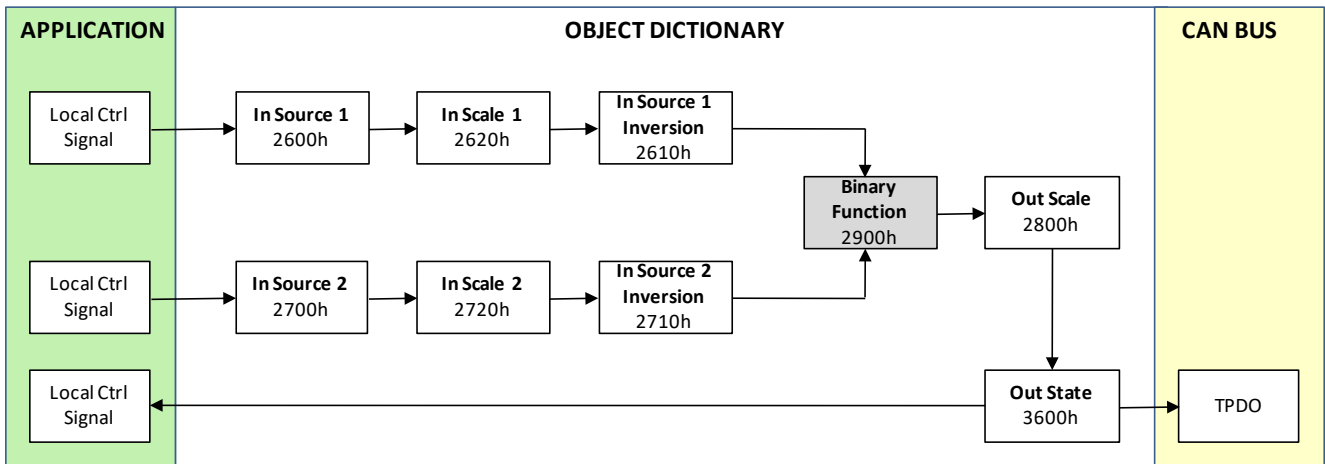 APPLICATION
OBJECT DICTIONARY
CAN BUS
Local Ctrl
Signal
In Source 1
2600h
In Scale 1
2620h
In Source 1
Inversion
2610h
Binary
Function
2900h
Out Scale
2800h
Local Ctrl
Signal
In Source 2
2700h
In Scale 2
2720h
In Source 2
Inversion
2710h
Local Ctrl
Signal
Out State
3600h
TPDO